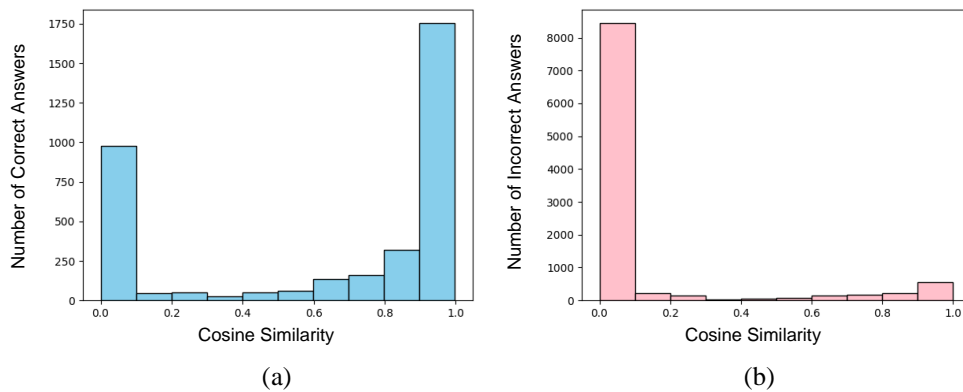 Number of Correct Answers
1750
1500
1250
1000
750
500
250
0
0.0 0.2 0.4 0.6 0.8 1.0
Cosine Similarity
(a)
Number of Incorrect Answers
8000
7000
6000
5000
4000
3000
2000
1000
0
0.0 0.2 0.4 0.6 0.8 1.0
Cosine Similarity
(b)